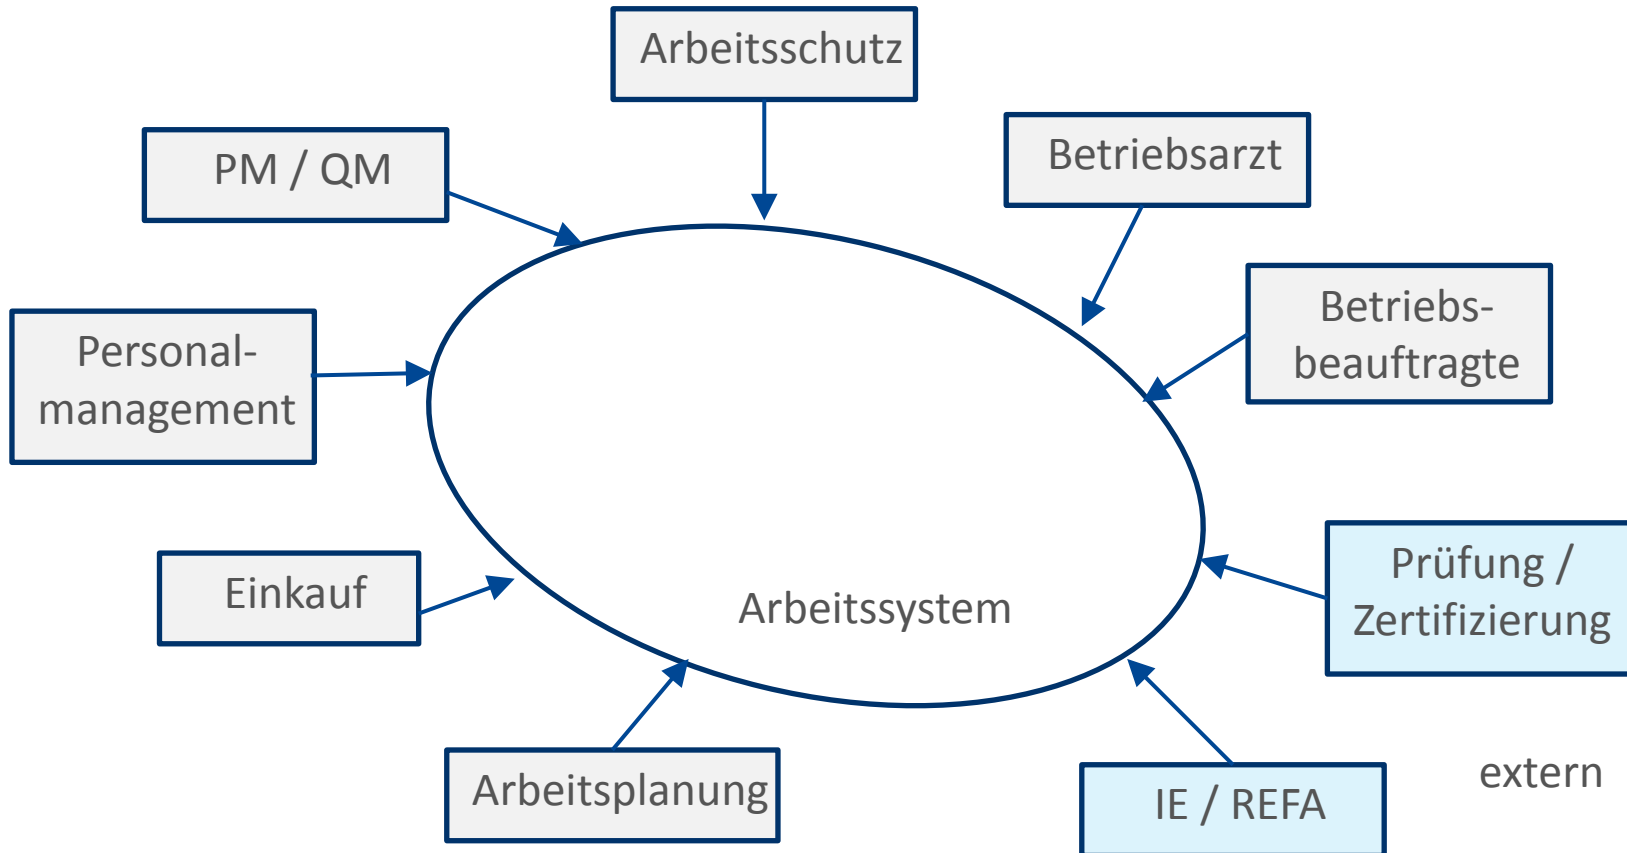 Arbeitsschutz
PM / QM
Betriebsarzt
Betriebs-
beauftragte
Personal-
management
Einkauf
Arbeitssystem
Prüfung /
Zertifizierung
Arbeitsplanung
IE / REFA
extern